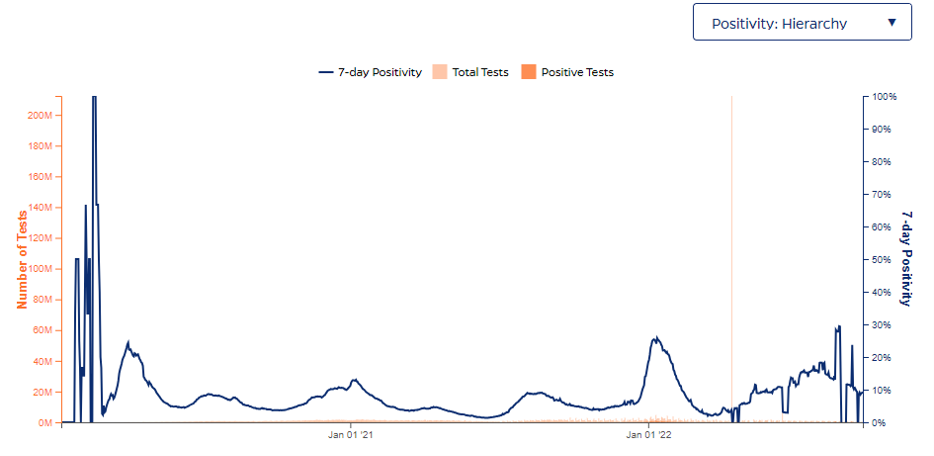 Positivity: Hierarchy
7-day Positivity Total Tests Positive Tests
200M
180M
160M
140M
120M
100M
80M
60M
40M
20M
0M
Number of Tests
100%
90%
80%
70%
60%
50%
40%
30%
20%
10%
0%
7-day Positivity
Jan 01 '21
Jan 01 '22